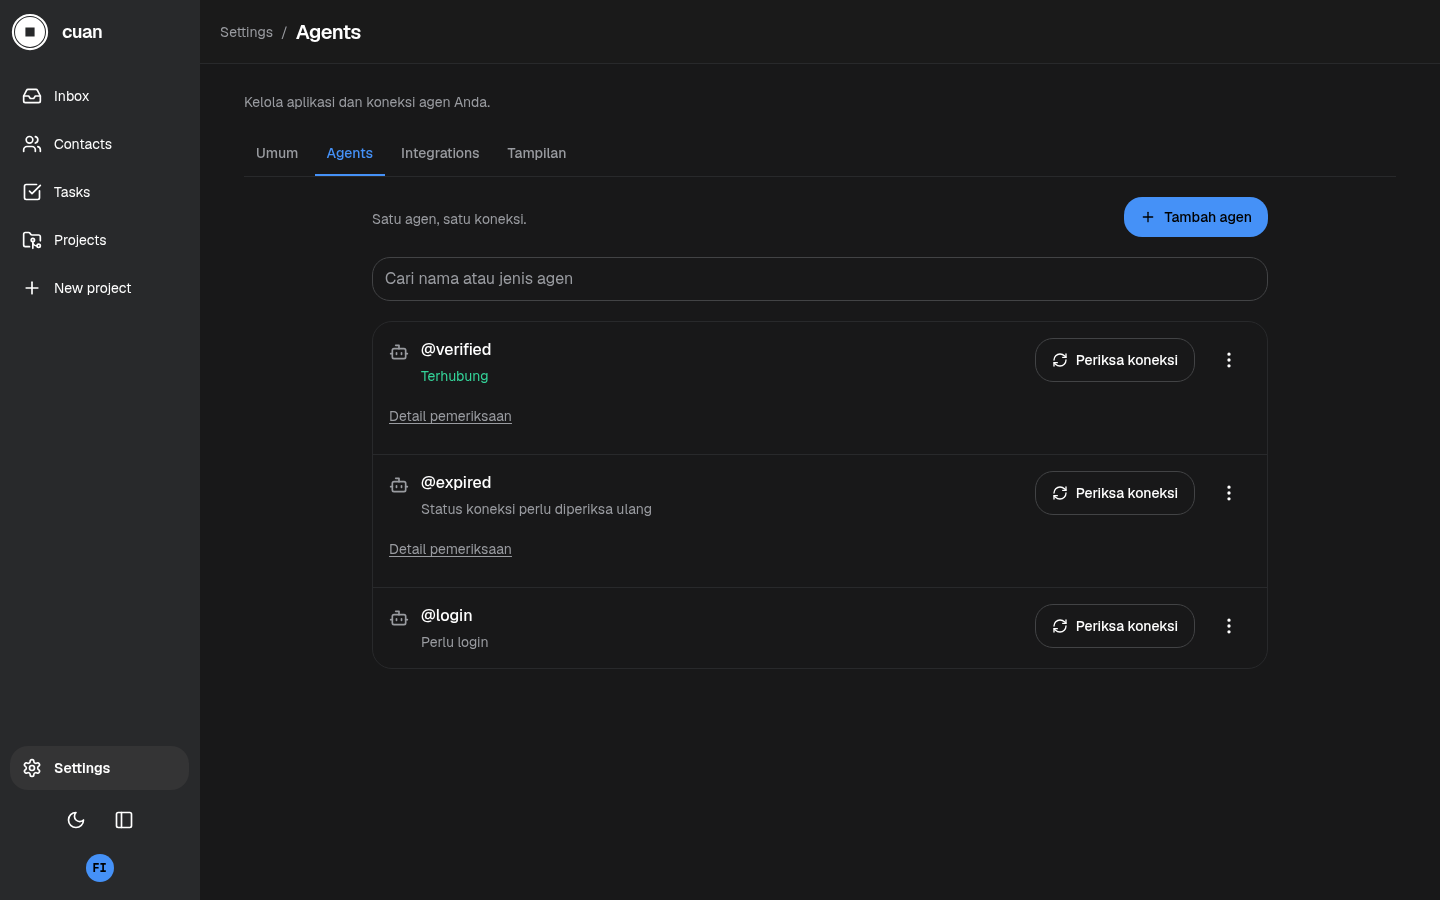 cuan
Inbox
Contacts
Tasks
Projects
New project
Settings
FI
Settings / Agents
Kelola aplikasi dan koneksi agen Anda.
Umum Agents Integrations Tampilan
Satu agen, satu koneksi.
Tambah agen
Cari nama atau jenis agen
@verified
Terhubung
Periksa koneksi
Detail pemeriksaan
@expired
Status koneksi perlu diperiksa ulang
Periksa koneksi
Detail pemeriksaan
@login
Perlu login
Periksa koneksi